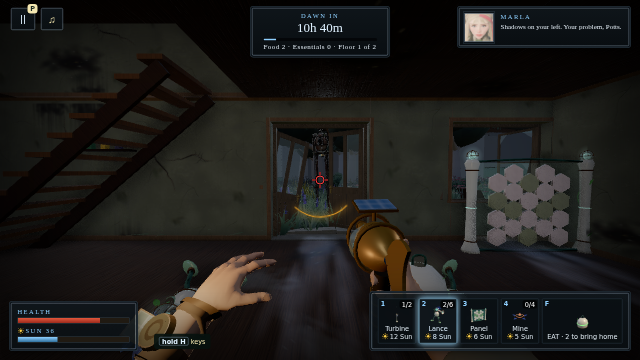 P
DAWN IN
10h 40m
Food 2 · Essentials 0 · Floor 1 of 2
MARLA
Shadows on your left. Your problem, Potts.
HEALTH
SUN 56
hold H keys
1 1/2
Turbine
12 Sun
2 2/6
Lance
8 Sun
3
Panel
6 Sun
4 0/4
Mine
5 Sun
F
EAT · 2 to bring home